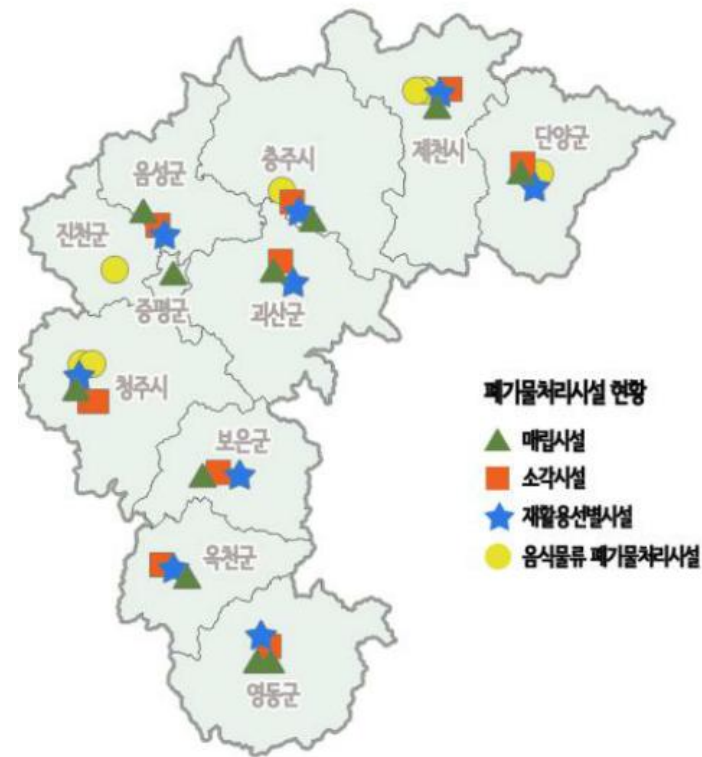 제천시
단양군
충주시
음성군
진천군
증평군
괴산군
청주시
폐기물처리시설 현황
매립시설
소각시설
재활용선별시설
음식물류 폐기물처리시설
보은군
옥천군
영동군